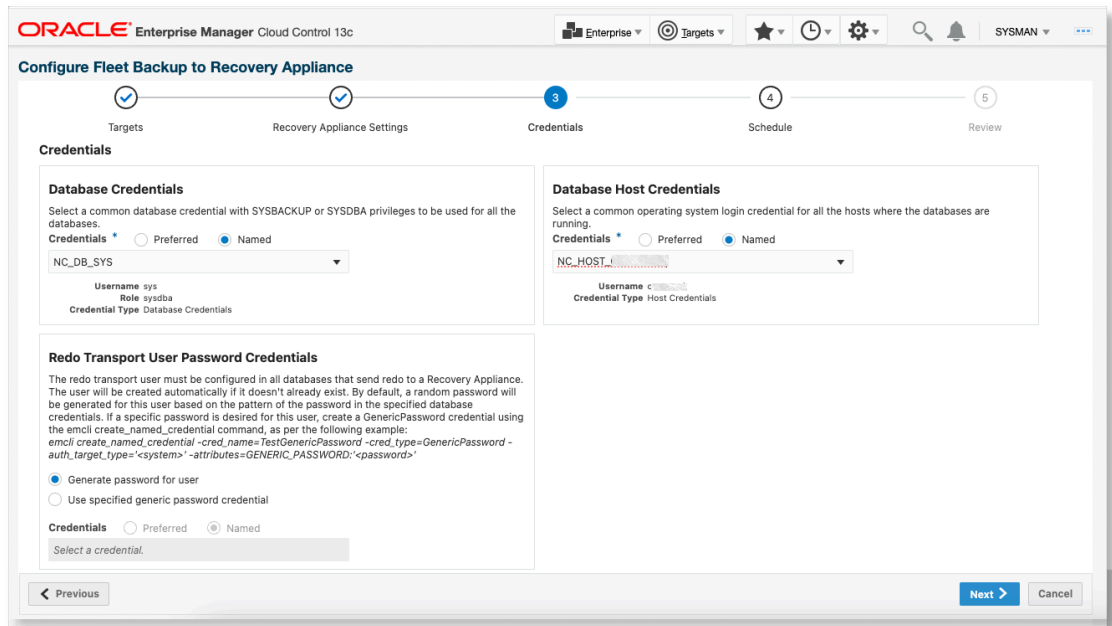 ORACLE Enterprise Manager Cloud Control 13c
Enterprise
Targets
SYSMAN
Configure Fleet Backup to Recovery Appliance
3
4
5
Targets
Recovery Appliance Settings
Credentials
Schedule
Review
Credentials
Database Credentials
Select a common database credential with SYSBACKUP or SYSDBA privileges to be used for all the
databases.
Credentials * Preferred Named
NC_DB_SYS
Username sys
Role sysdba
Credential Type Database Credentials
Database Host Credentials
Select a common operating system login credential for all the hosts where the databases are
running.
Credentials * Preferred Named
NC_HOST_
Username
Credential Type Host Credentials
Redo Transport User Password Credentials
The redo transport user must be configured in all databases that send redo to a Recovery Appliance.
The user will be created automatically if it doesn't already exist. By default, a random password will
be generated for this user based on the pattern of the password in the specified database
credentials. If a specific password is desired for this user, create a GenericPassword credential using
the emcli create_named_credential command, as per the following example:
emcli create_named_credential -cred_name=TestGenericPassword -cred_type=GenericPassword -
auth_target_type='<system>' -attributes=GENERIC_PASSWORD:'<password>'
Generate password for user
Use specified generic password credential
Credentials Preferred Named
Select a credential.
Previous
Next
Cancel